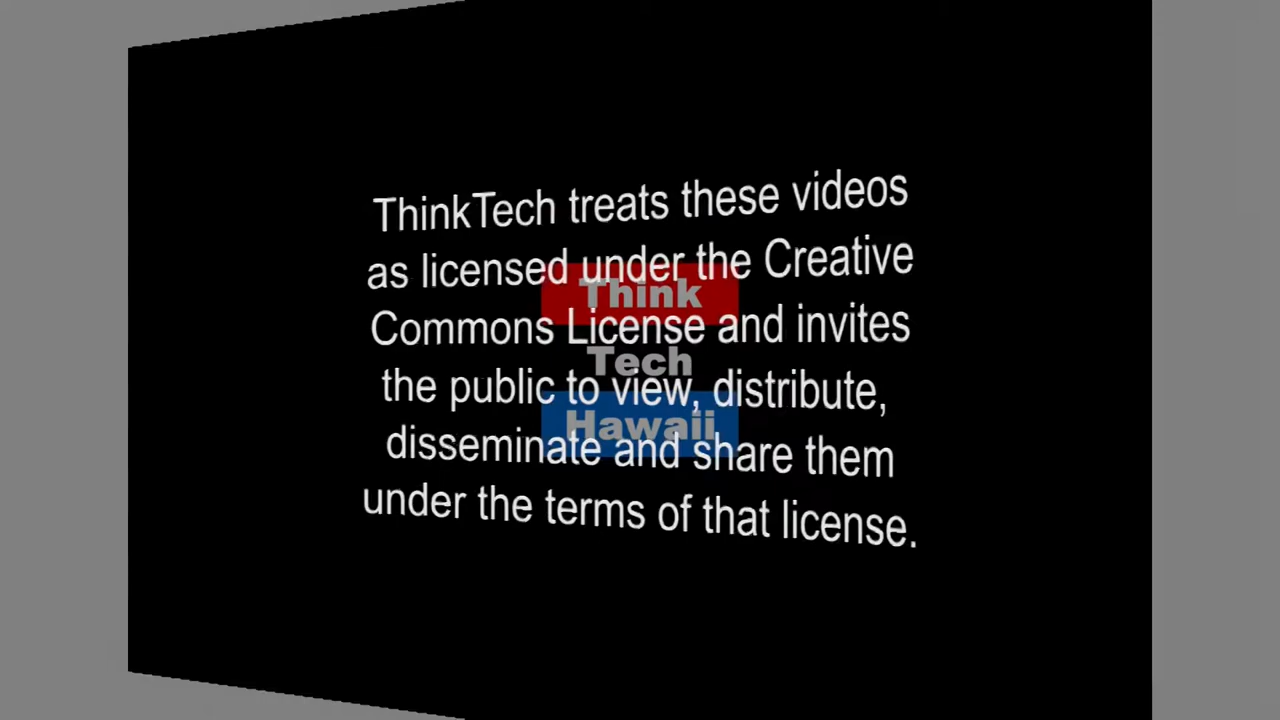 ThinkTech treats these videos
as licensed under the Creative
Think
Commons License and invites
Tech
the public to view, distribute,
Hawaii
disseminate and share them
under the terms of that license.